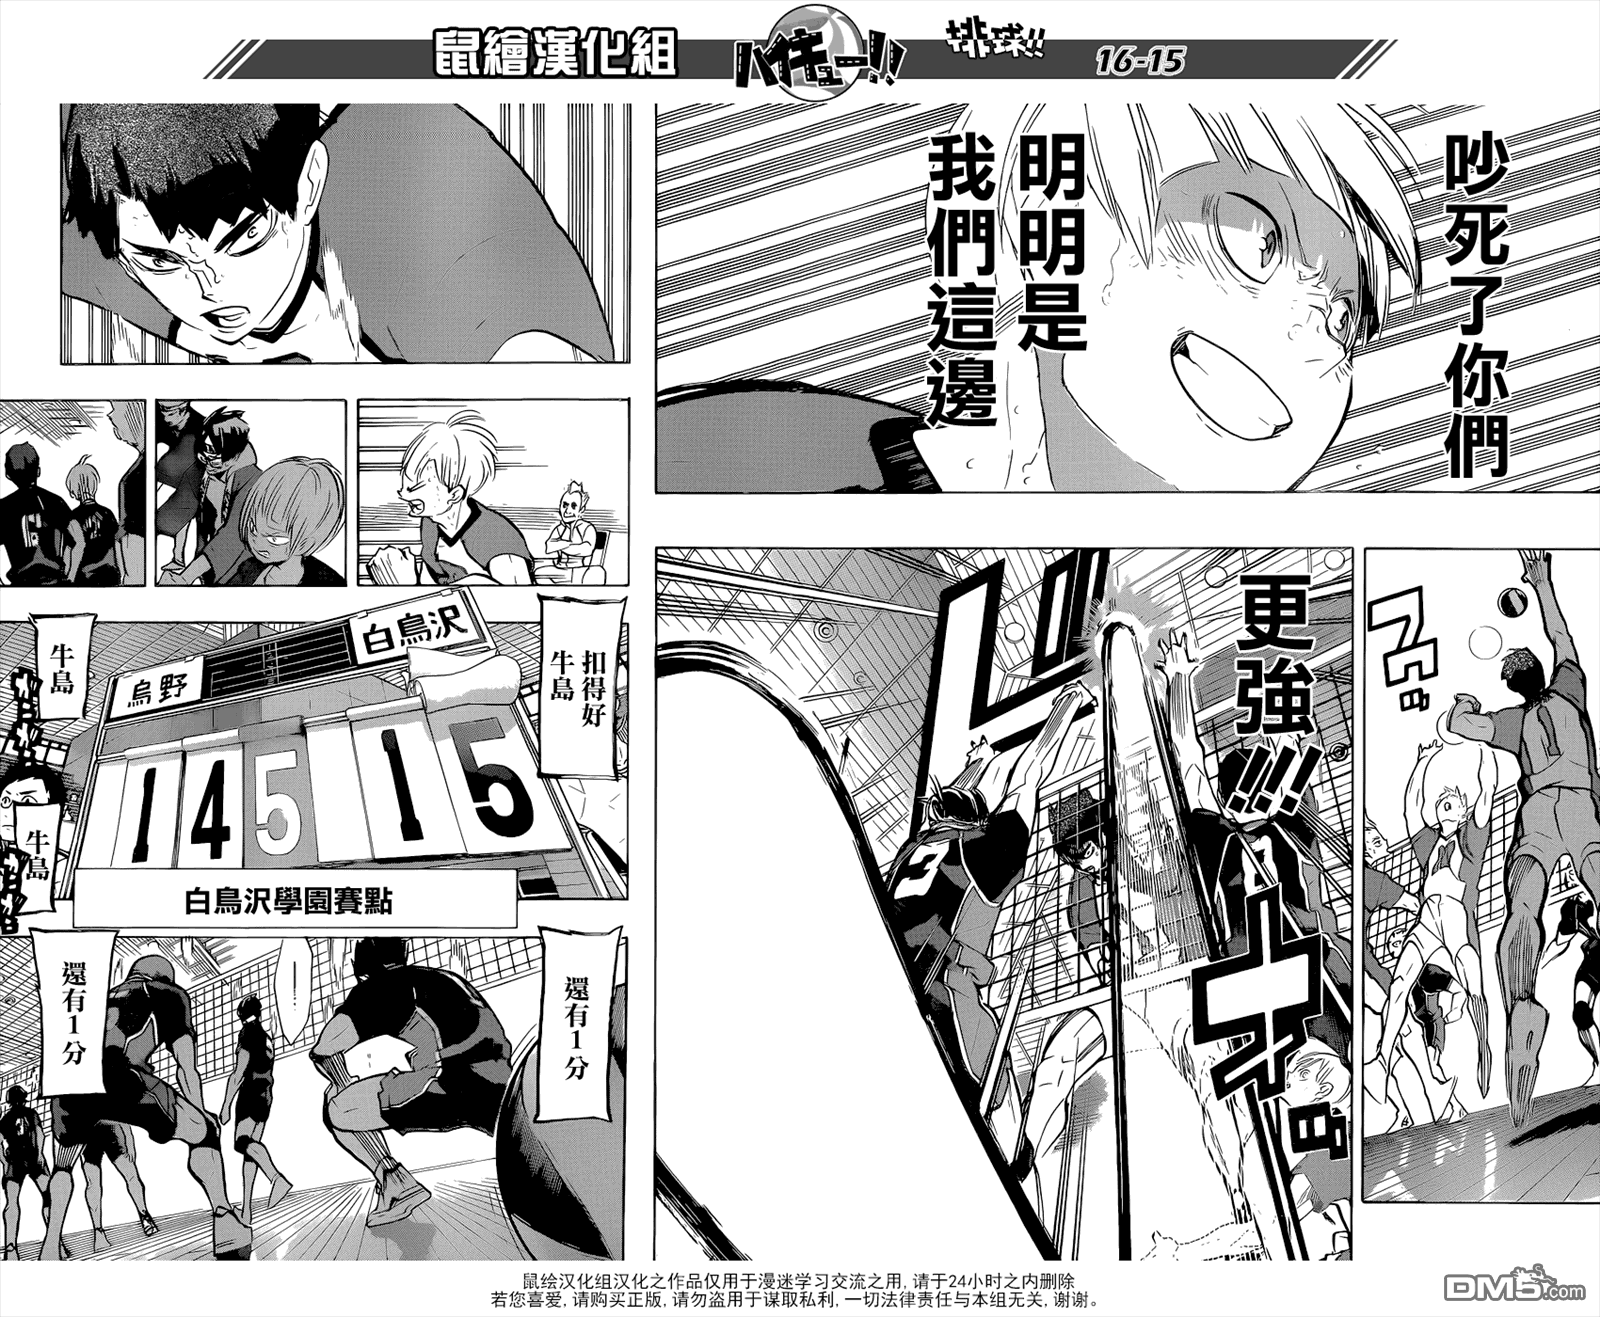 鼠繪漢化組
ハイキュー!!
排球!!
16-15
吵死了你們
明明是
我們這邊
更強!!!
ドゴ
ブロ
3
1
扣得好
牛島
牛島
牛島
烏野
白鳥沢
14 5 15
白鳥沢學園賽點
還有1分
還有1分
鼠绘汉化组汉化之作品仅用于漫迷学习交流之用,请于24小时之内删除
若您喜爱,请购买正版,请勿盗用于谋取私利,一切法律责任与本组无关,谢谢。
DM5.com